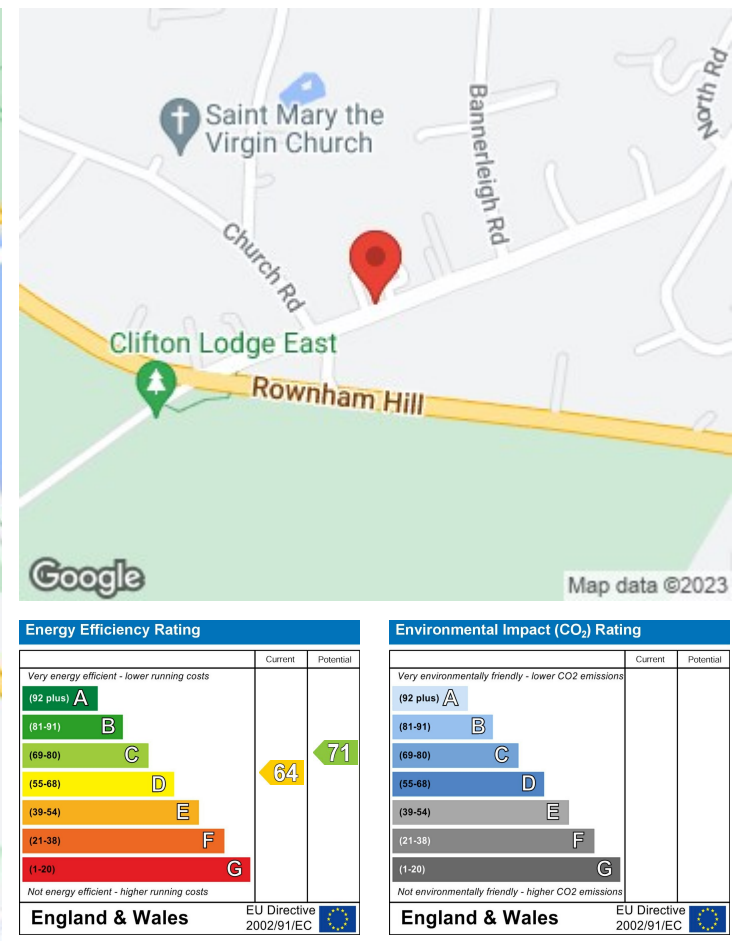 Saint Mary the
Virgin Church
Bannerleigh Rd
North Rd
Church Rd
Clifton Lodge East
Rownham Hill
Google
Map data ©2023
Energy Efficiency Rating
Current
Potential
Very energy efficient - lower running costs
(92 plus) A
(81-91) B
(69-80) C
(55-68) D
(39-54) E
(21-38) F
(1-20) G
64
71
Not energy efficient - higher running costs
England & Wales
EU Directive
2002/91/EC
Environmental Impact (CO₂) Rating
Current
Potential
Very environmentally friendly - lower CO2 emissions
(92 plus) A
(81-91) B
(69-80) C
(55-68) D
(39-54) E
(21-38) F
(1-20) G
Not environmentally friendly - higher CO2 emissions
England & Wales
EU Directive
2002/91/EC